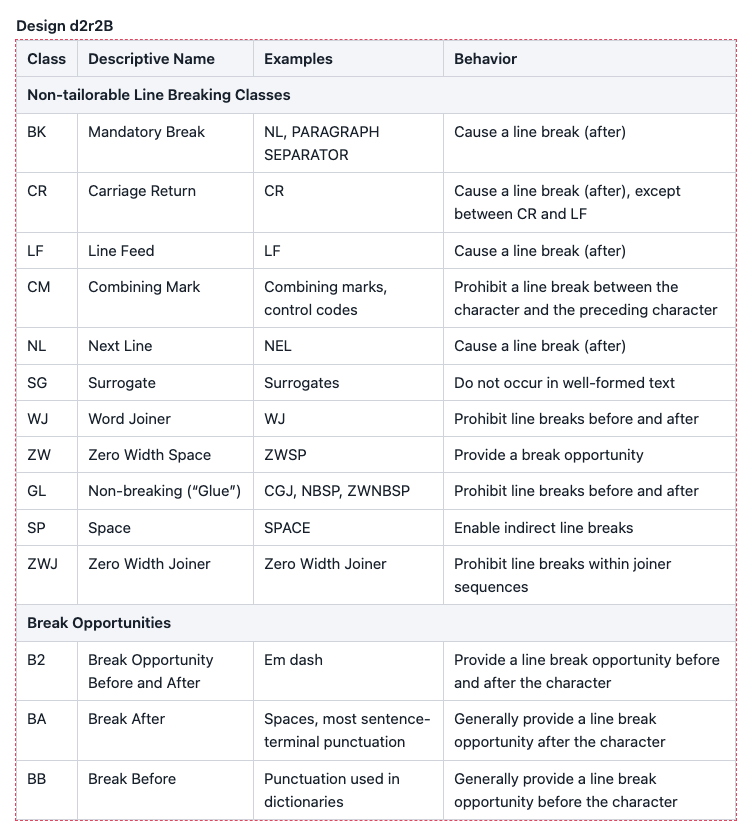 Design d2r2B
Class Descriptive Name Examples Behavior
Non-tailorable Line Breaking Classes
BK Mandatory Break NL, PARAGRAPH Cause a line break (after)
SEPARATOR
CR Carriage Return CR Cause a line break (after), except
between CR and LF
LF Line Feed LF Cause a line break (after)
CM Combining Mark Combining marks, Prohibit a line break between the
control codes character and the preceding character
NL Next Line NEL Cause a line break (after)
SG Surrogate Surrogates Do not occur in well-formed text
WJ Word Joiner WJ Prohibit line breaks before and after
ZW Zero Width Space ZWSP Provide a break opportunity
GL Non-breaking (“Glue”) CGJ, NBSP, ZWNBSP Prohibit line breaks before and after
SP Space SPACE Enable indirect line breaks
ZWJ Zero Width Joiner Zero Width Joiner Prohibit line breaks within joiner
sequences
Break Opportunities
B2 Break Opportunity Em dash Provide a line break opportunity before
Before and After and after the character
BA Break After Spaces, most sentence- Generally provide a line break
terminal punctuation opportunity after the character
BB Break Before Punctuation used in Generally provide a line break
dictionaries opportunity before the character